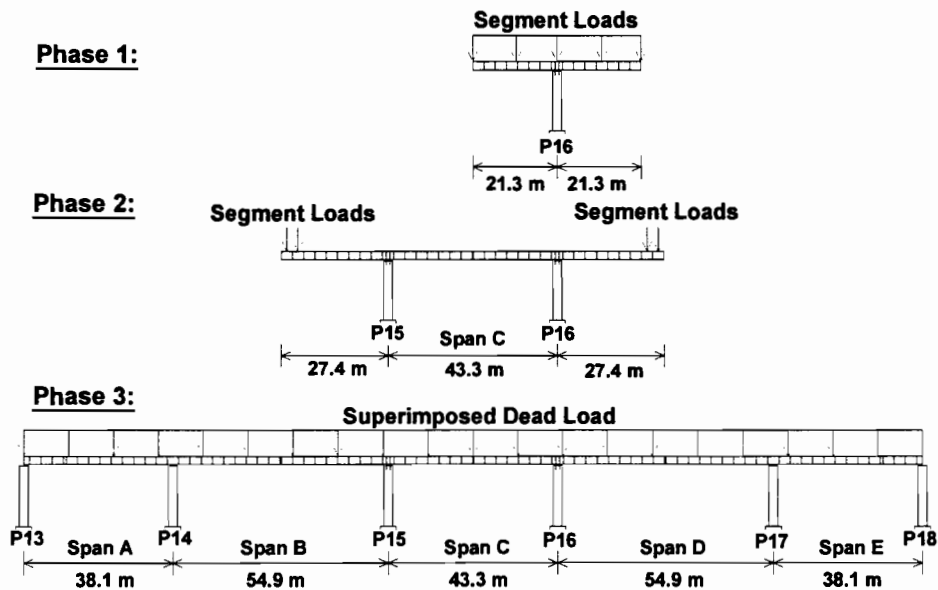 Segment Loads
Phase 1:
P16
21.3 m 21.3 m
Phase 2:
Segment Loads Segment Loads
P15 Span C P16
27.4 m 43.3 m 27.4 m
Phase 3:
Superimposed Dead Load
P13 Span A P14 Span B P15 Span C P16 Span D P17 Span E P18
38.1 m 54.9 m 43.3 m 54.9 m 38.1 m